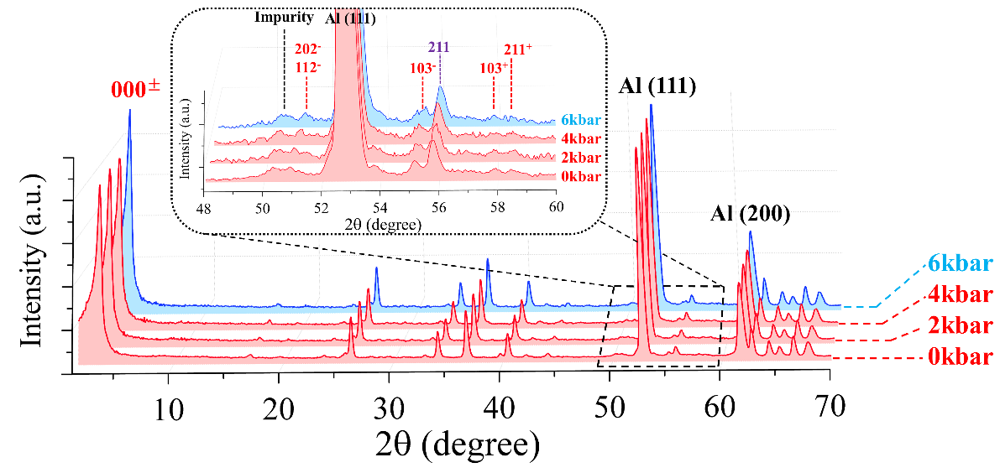 Impurity
Al (111)
202-
112-
211
103-
103+
211+
Intensity (a.u.)
6kbar
4kbar
2kbar
0kbar
48
50
52
54
56
58
60
2θ (degree)
000±
Al (111)
Al (200)
Intensity (a.u.)
6kbar
4kbar
2kbar
0kbar
10
20
30
40
50
60
70
2θ (degree)